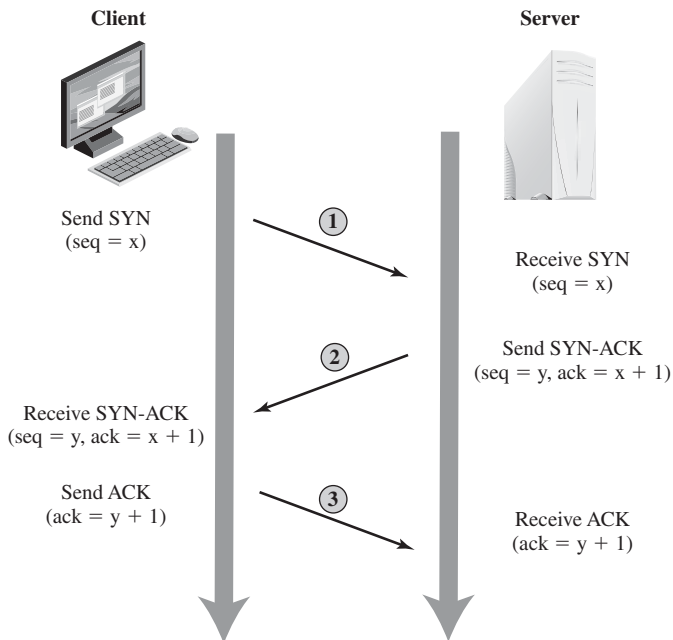 Client
Server
Send SYN
(seq = x)
1
Receive SYN
(seq = x)
2
Send SYN-ACK
(seq = y, ack = x + 1)
Receive SYN-ACK
(seq = y, ack = x + 1)
Send ACK
(ack = y + 1)
3
Receive ACK
(ack = y + 1)